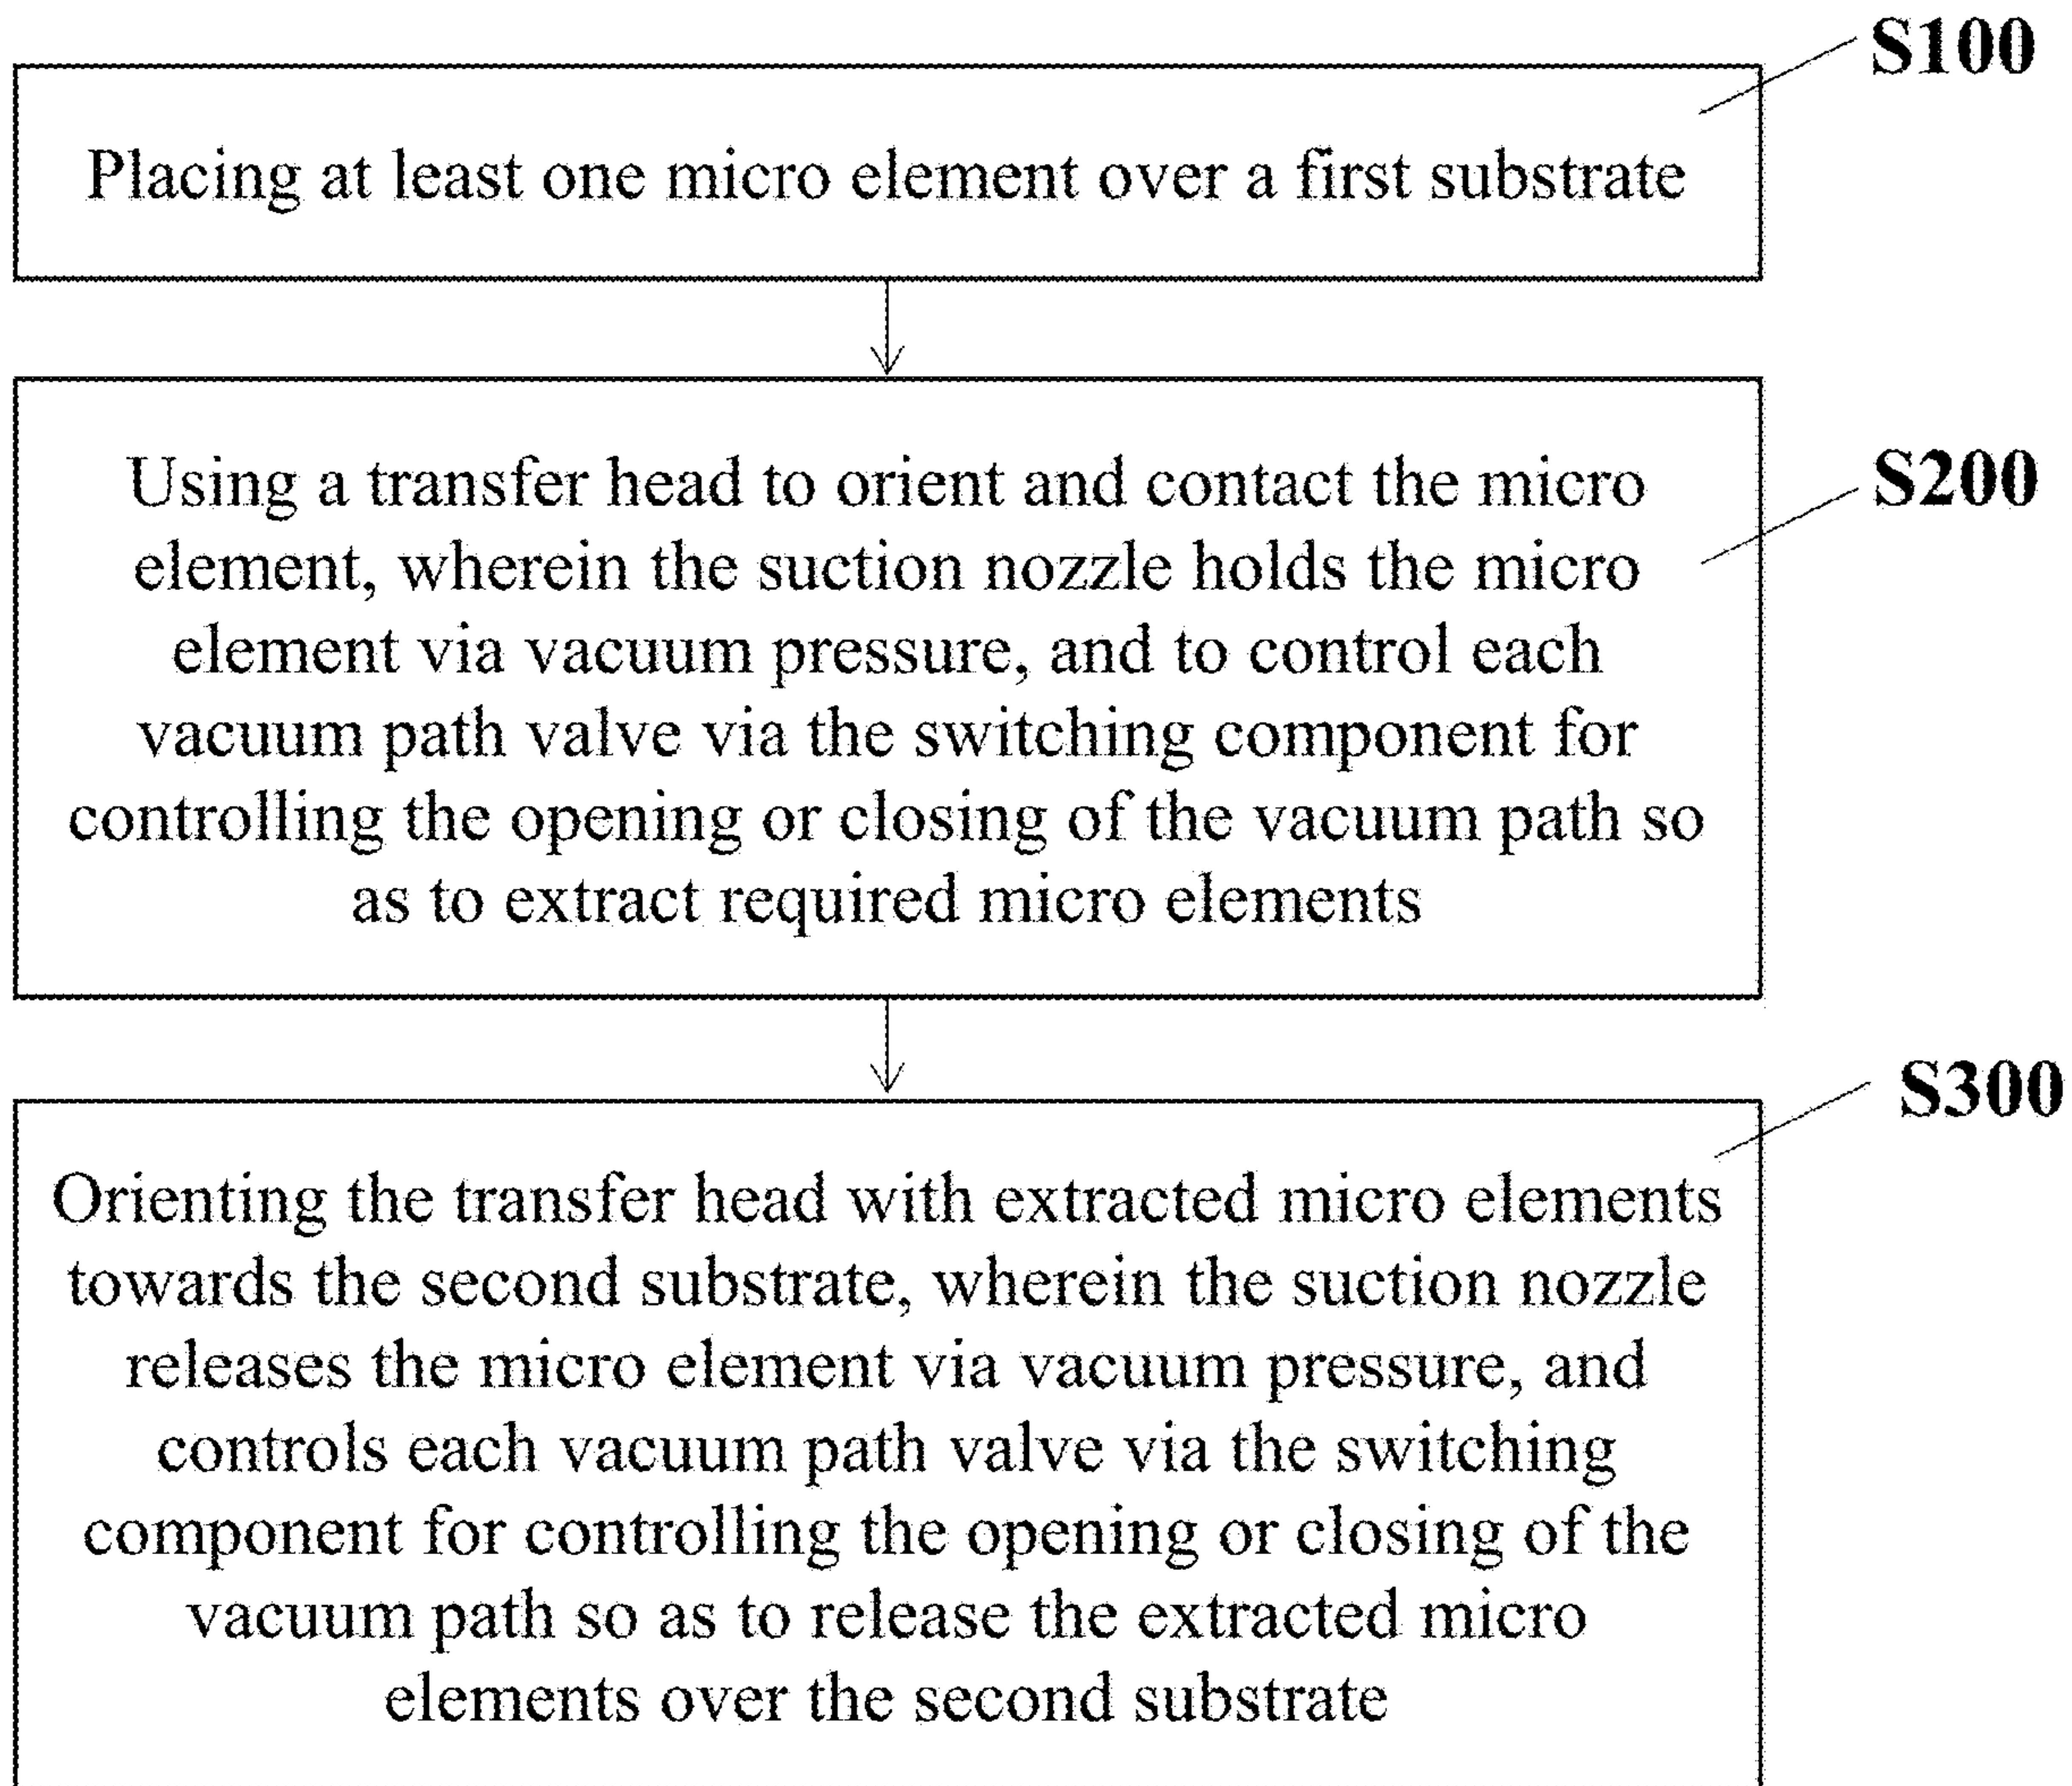 S100
Placing at least one micro element over a first substrate
S200
Using a transfer head to orient and contact the micro
element, wherein the suction nozzle holds the micro
element via vacuum pressure, and to control each
vacuum path valve via the switching component for
controlling the opening or closing of the vacuum path so
as to extract required micro elements
S300
Orienting the transfer head with extracted micro elements
towards the second substrate, wherein the suction nozzle
releases the micro element via vacuum pressure, and
controls each vacuum path valve via the switching
component for controlling the opening or closing of the
vacuum path so as to release the extracted micro
elements over the second substrate